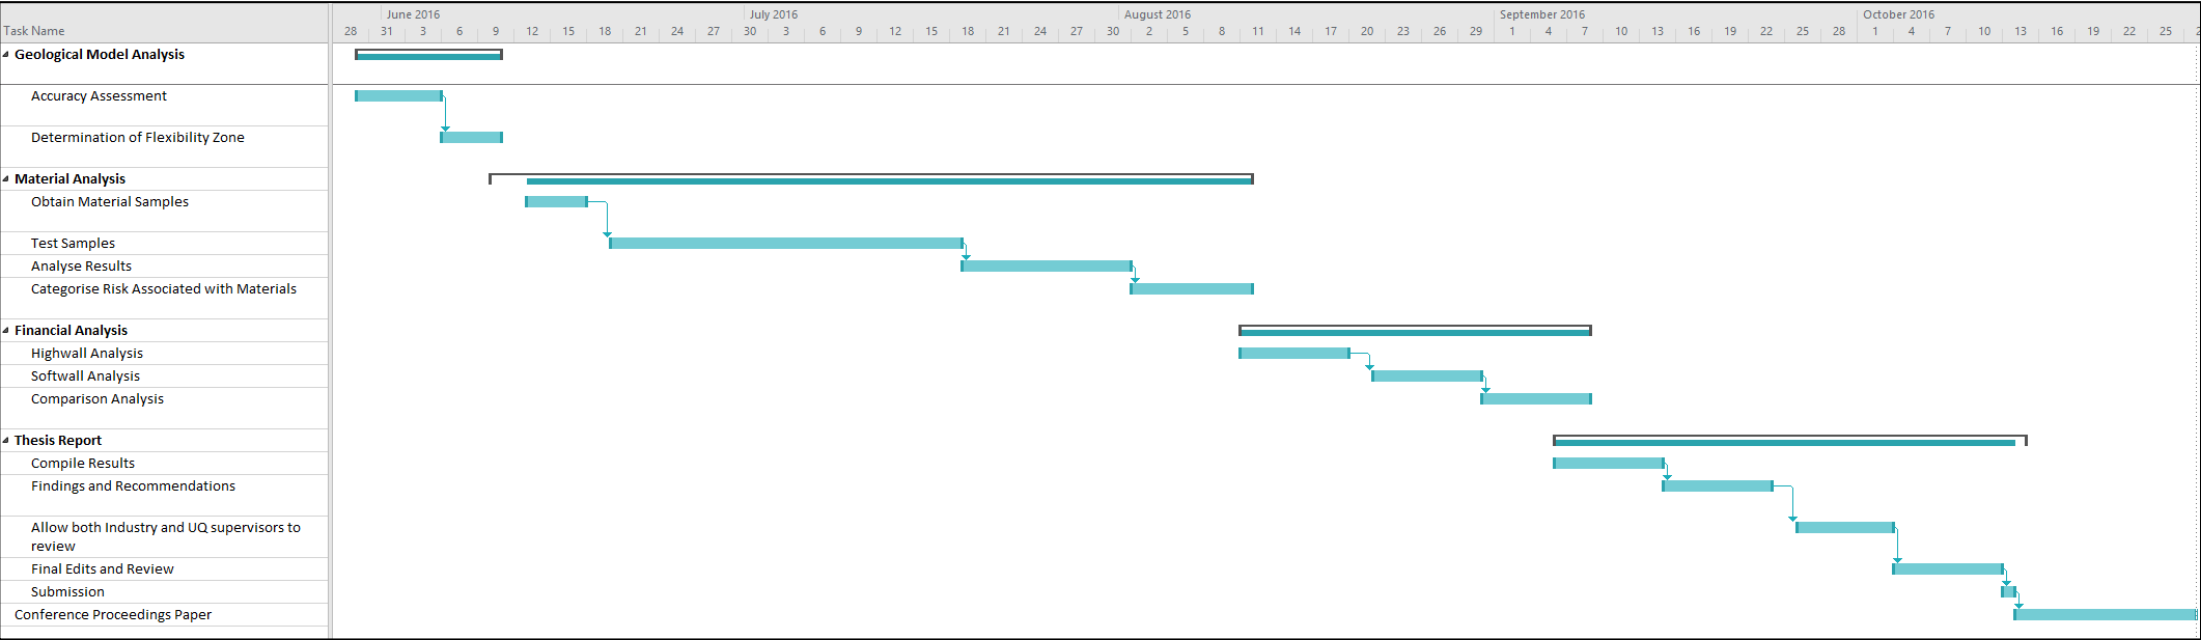 June 2016 July 2016 August 2016 September 2016 October 2016
Task Name 28 31 3 6 9 12 15 18 21 24 27 30 3 6 9 12 15 18 21 24 27 30 2 5 8 11 14 17 20 23 26 29 1 4 7 10 13 16 19 22 25 28 1 4 7 10 13 16 19 22 25 2
Geological Model Analysis
Accuracy Assessment
Determination of Flexibility Zone
Material Analysis
Obtain Material Samples
Test Samples
Analyse Results
Categorise Risk Associated with Materials
Financial Analysis
Highwall Analysis
Softwall Analysis
Comparison Analysis
Thesis Report
Compile Results
Findings and Recommendations
Allow both Industry and UQ supervisors to
review
Final Edits and Review
Submission
Conference Proceedings Paper